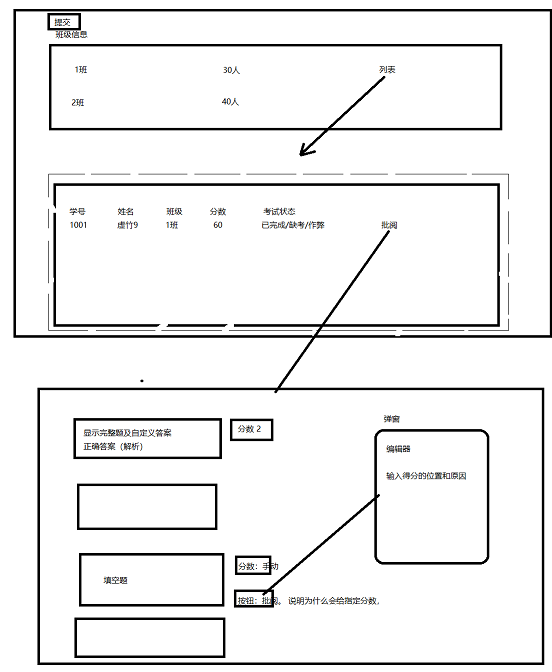 提交
班级信息
1班 30人 列表
2班 40人
学号 姓名 班级 分数 考试状态
1001 虚竹9 1班 60 已完成/缺考/作弊 批阅
显示完整题及自定义答案
正确答案（解析）
分数 2
弹窗
编辑器
输入得分的位置和原因
填空题
分数：手动
按钮：批阅。 说明为什么会给指定分数，